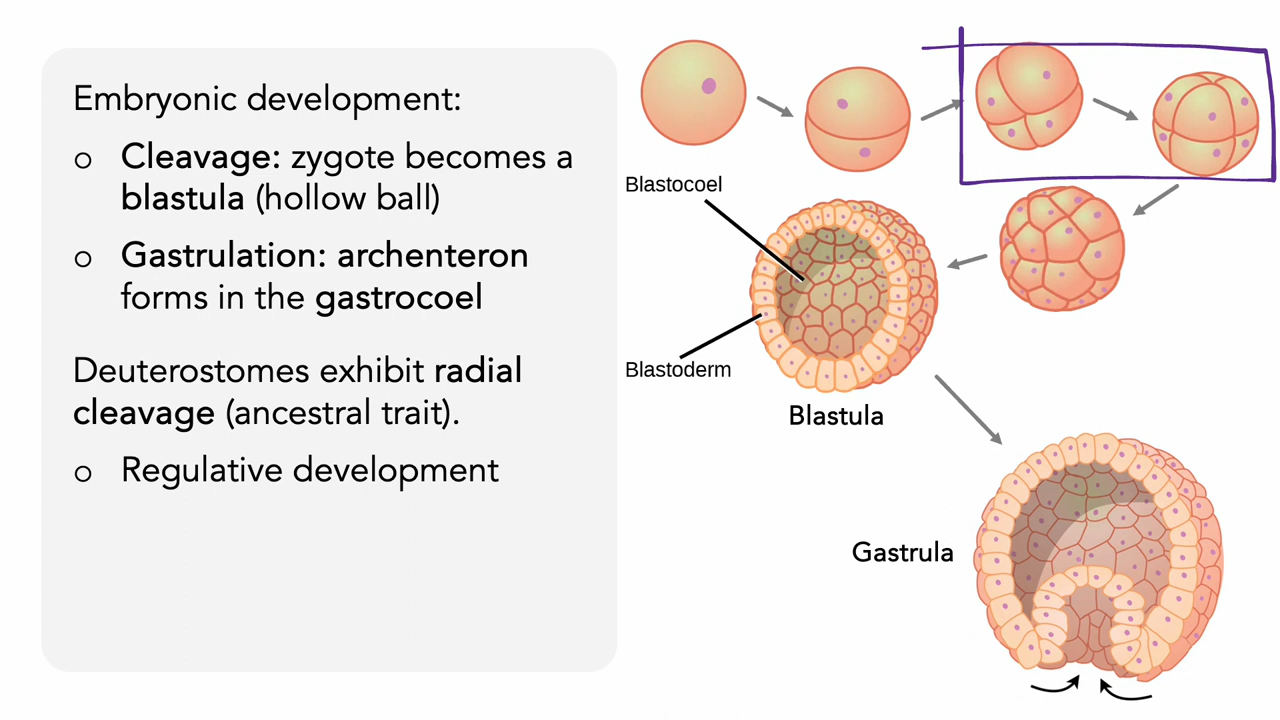 Embryonic development:
o Cleavage: zygote becomes a
blastula (hollow ball)
o Gastrulation: archenteron
forms in the gastrocoel
Deuterostomes exhibit radial
cleavage (ancestral trait).
o Regulative development
Blastocoel
Blastoderm
Blastula
Gastrula